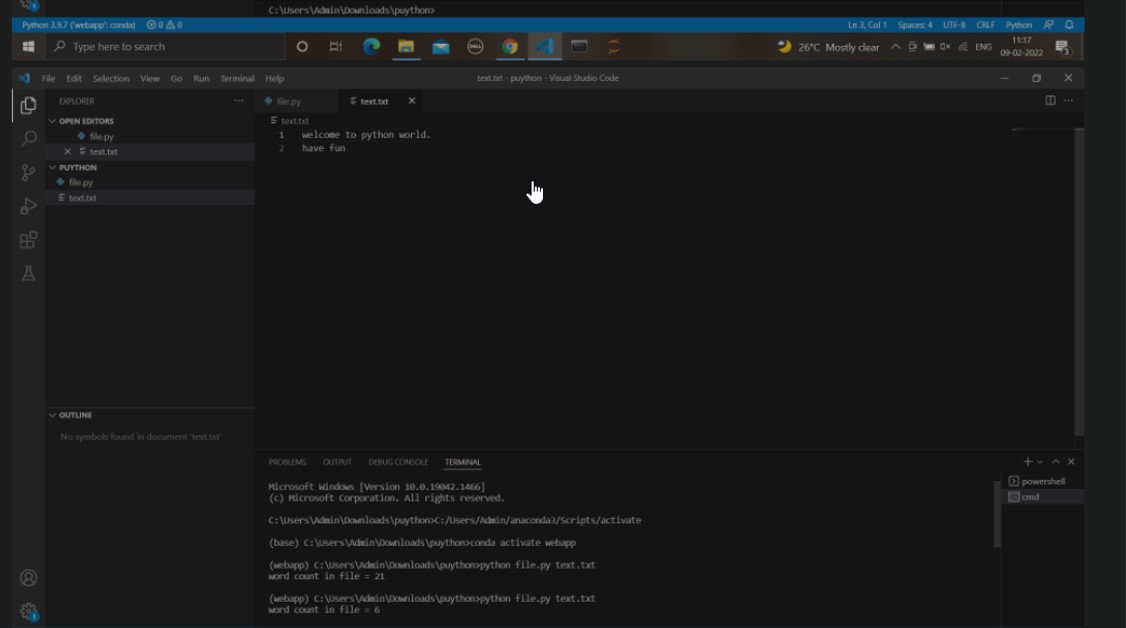 C:\Users\Admin\Downloads\puython>
Python 3.9.7 ('webapp': conda) 0 0 Ln 3, Col 1 Spaces: 4 UTF-8 CRLF Python
Type here to search DELL 26°C Mostly clear ENG 11:17
09-02-2022 3
File Edit Selection View Go Run Terminal Help text.txt - puython - Visual Studio Code
EXPLORER file.py text.txt
OPEN EDITORS text.txt
file.py 1 welcome to python world.
text.txt 2 have fun
PUYTHON
file.py
text.txt
OUTLINE
No symbols found in document 'text.txt'
PROBLEMS OUTPUT DEBUG CONSOLE TERMINAL
powershell
cmd
Microsoft Windows [Version 10.0.19042.1466]
(c) Microsoft Corporation. All rights reserved.
C:\Users\Admin\Downloads\puython>C:/Users/Admin/anaconda3/Scripts/activate
(base) C:\Users\Admin\Downloads\puython>conda activate webapp
(webapp) C:\Users\Admin\Downloads\puython>python file.py text.txt
word count in file = 21
(webapp) C:\Users\Admin\Downloads\puython>python file.py text.txt
word count in file = 6
1